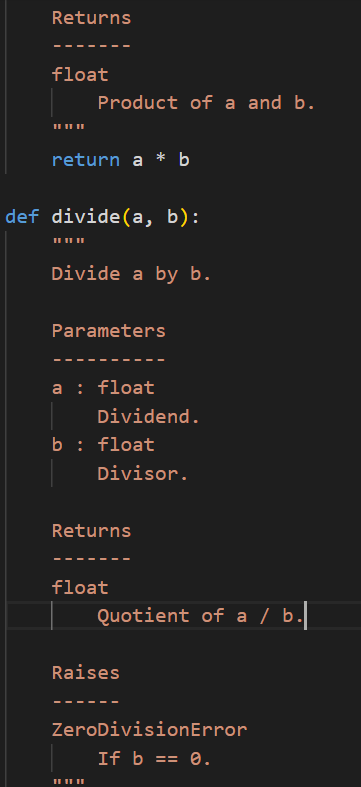 Returns
    -------
    float
        Product of a and b.
    """
    return a * b

def divide(a, b):
    """
    Divide a by b.

    Parameters
    ----------
    a : float
        Dividend.
    b : float
        Divisor.

    Returns
    -------
    float
        Quotient of a / b.

    Raises
    ------
    ZeroDivisionError
        If b == 0.
    """